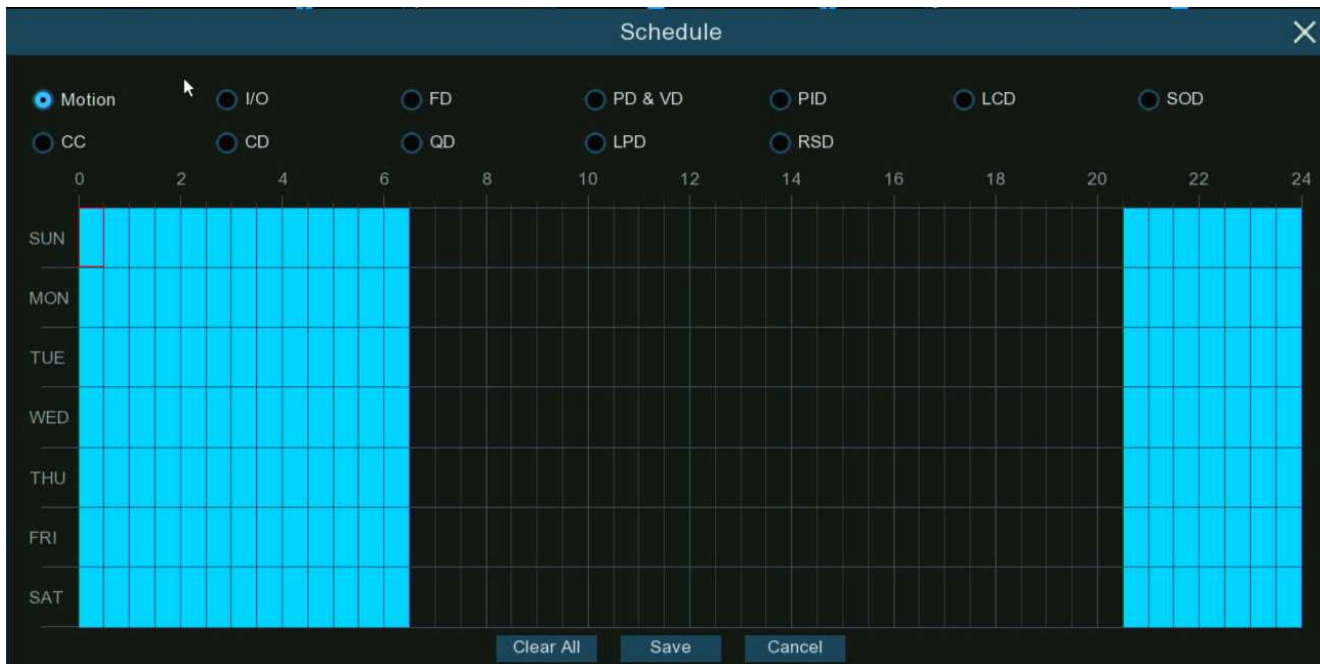 Schedule
Motion I/O FD PD & VD PID LCD SOD
CC CD QD LPD RSD
0 2 4 6 8 10 12 14 16 18 20 22 24
SUN
MON
TUE
WED
THU
FRI
SAT
Clear All Save Cancel